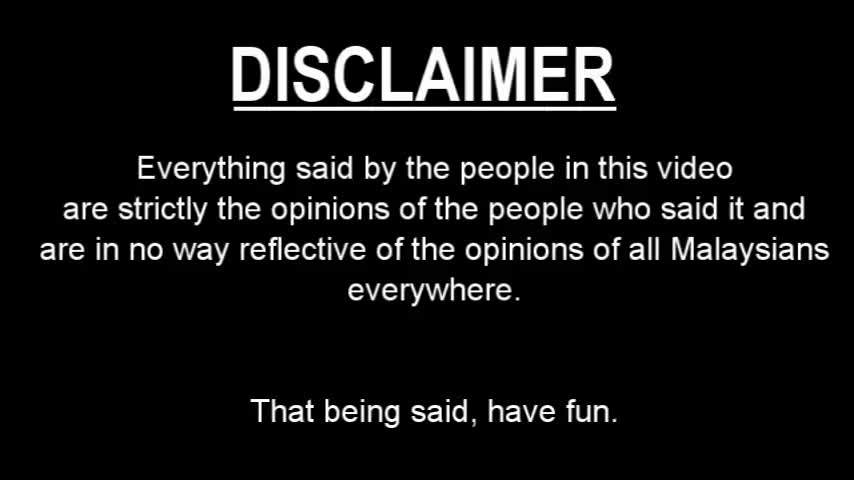 DISCLAIMER
Everything said by the people in this video
are strictly the opinions of the people who said it and
are in no way reflective of the opinions of all Malaysians
everywhere.
That being said, have fun.